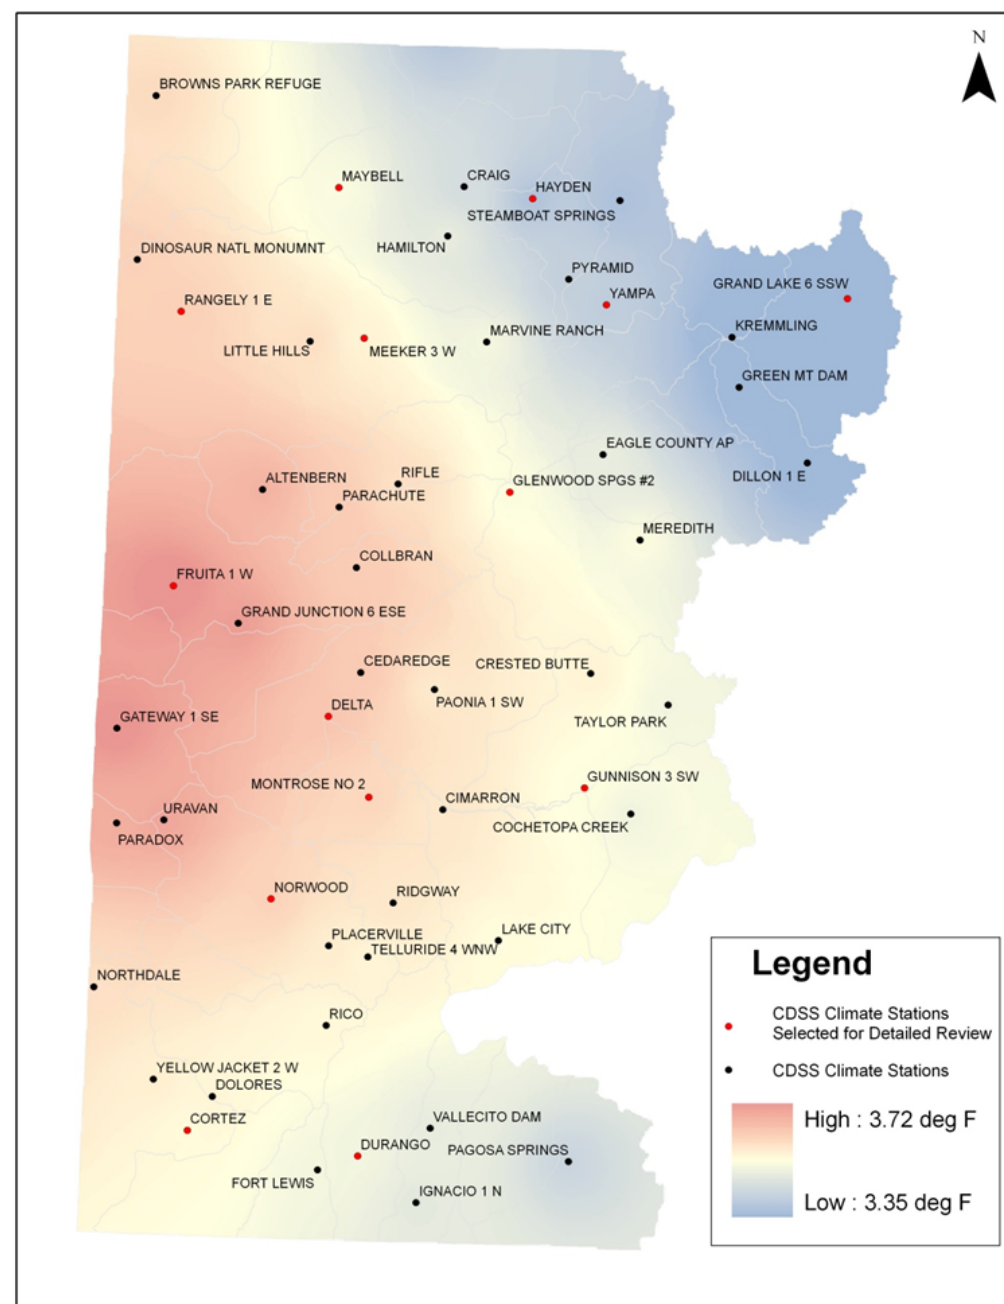 N
BROWNS PARK REFUGE
MAYBELL
CRAIG
HAYDEN
STEAMBOAT SPRINGS
HAMILTON
DINOSAUR NATL MONUMNT
PYRAMID
GRAND LAKE 6 SSW
YAMPA
RANGELY 1 E
KREMMLING
MARVINE RANCH
LITTLE HILLS
MEEKER 3 W
GREEN MT DAM
EAGLE COUNTY AP
RIFLE
ALTENBERN
GLENWOOD SPGS #2
DILLON 1 E
PARACHUTE
MEREDITH
COLLBRAN
FRUITA 1 W
GRAND JUNCTION 6 ESE
CEDAREDGE
CRESTED BUTTE
PAONIA 1 SW
DELTA
GATEWAY 1 SE
TAYLOR PARK
GUNNISON 3 SW
MONTROSE NO 2
CIMARRON
URAVAN
COCHETOPA CREEK
PARADOX
NORWOOD
RIDGWAY
LAKE CITY
PLACERVILLE
TELLURIDE 4 WNW
NORTHDALE
RICO
YELLOW JACKET 2 W
DOLORES
CORTEZ
VALLECITO DAM
DURANGO
PAGOSA SPRINGS
FORT LEWIS
IGNACIO 1 N
Legend
CDSS Climate Stations
Selected for Detailed Review
CDSS Climate Stations
High : 3.72 deg F
Low : 3.35 deg F